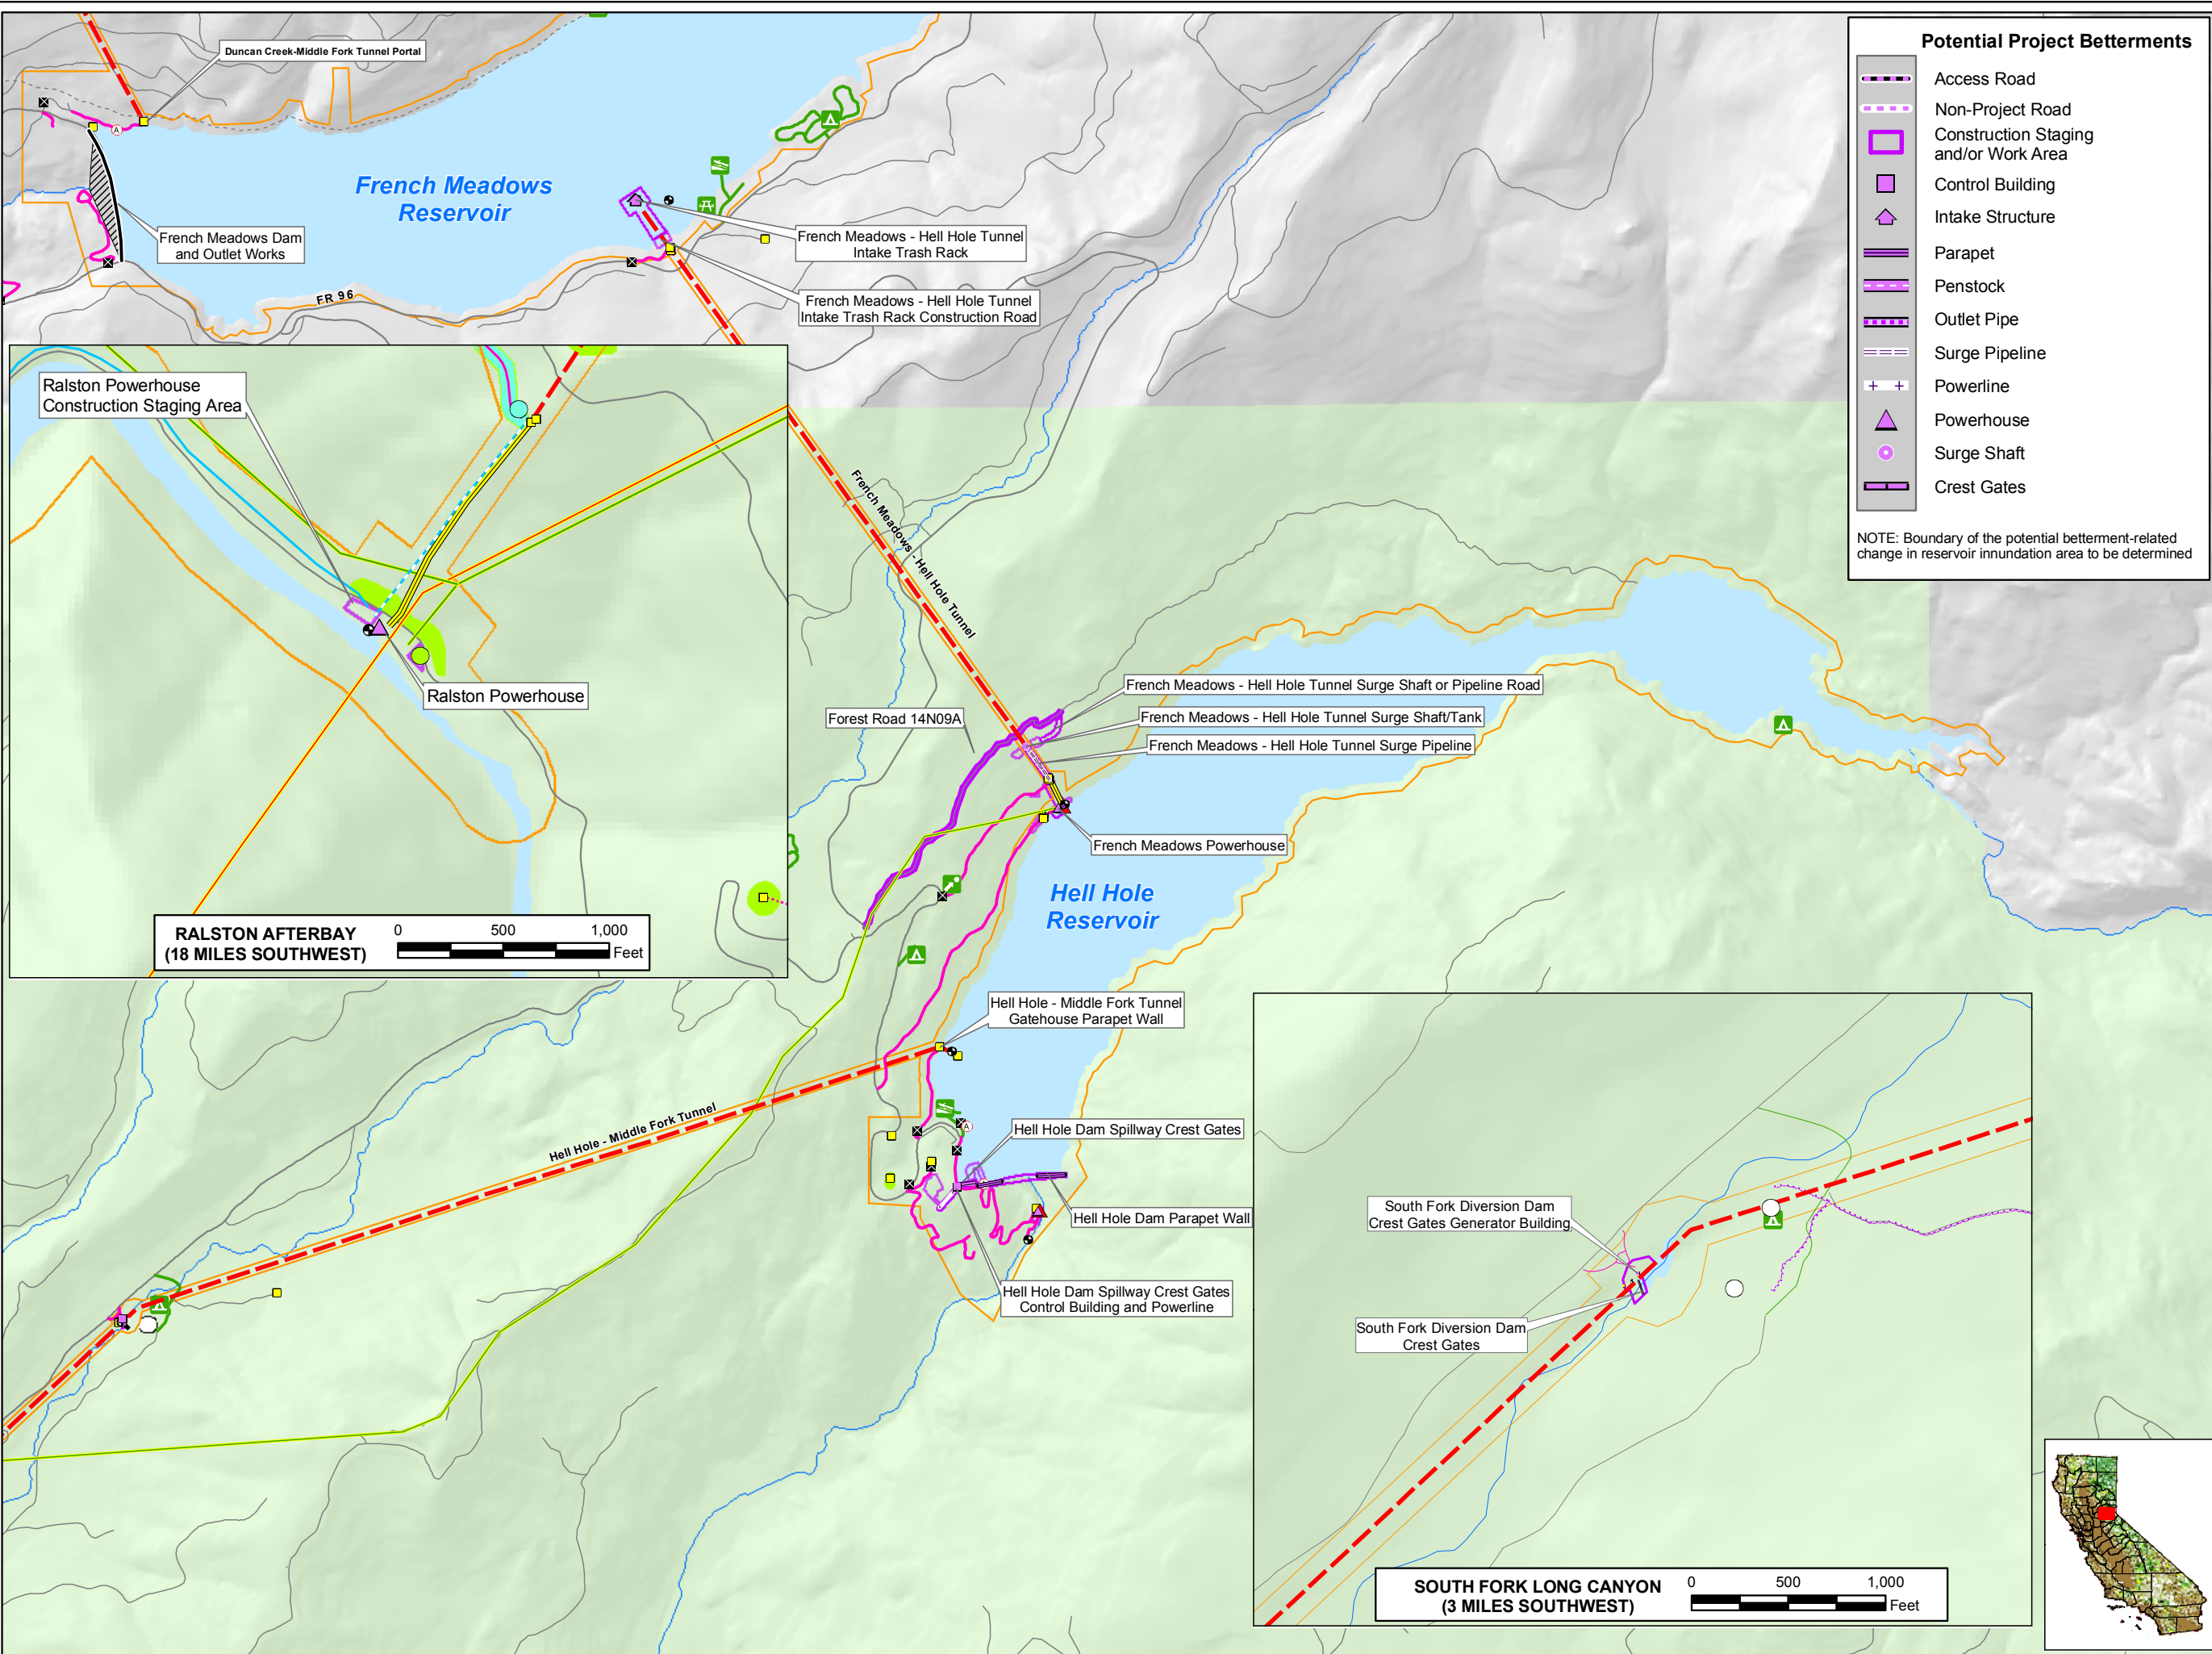 Duncan Creek-Middle Fork Tunnel Portal
A
French Meadows
Reservoir
French Meadows Dam
and Outlet Works
French Meadows - Hell Hole Tunnel
Intake Trash Rack
French Meadows - Hell Hole Tunnel
Intake Trash Rack Construction Road
FR 96
Potential Project Betterments
Access Road
Non-Project Road
Construction Staging
and/or Work Area
Control Building
Intake Structure
Parapet
Penstock
Outlet Pipe
Surge Pipeline
Powerline
Powerhouse
Surge Shaft
Crest Gates
NOTE: Boundary of the potential betterment-related
change in reservoir innundation area to be determined
Ralston Powerhouse
Construction Staging Area
Ralston Powerhouse
RALSTON AFTERBAY
(18 MILES SOUTHWEST)
0 500 1,000
Feet
French Meadows - Hell Hole Tunnel
French Meadows - Hell Hole Tunnel Surge Shaft or Pipeline Road
Forest Road 14N09A
French Meadows - Hell Hole Tunnel Surge Shaft/Tank
French Meadows - Hell Hole Tunnel Surge Pipeline
French Meadows Powerhouse
Hell Hole
Reservoir
Hell Hole - Middle Fork Tunnel
Gatehouse Parapet Wall
Hell Hole - Middle Fork Tunnel
A
Hell Hole Dam Spillway Crest Gates
Hell Hole Dam Parapet Wall
Hell Hole Dam Spillway Crest Gates
Control Building and Powerline
South Fork Diversion Dam
Crest Gates Generator Building
South Fork Diversion Dam
Crest Gates
SOUTH FORK LONG CANYON
(3 MILES SOUTHWEST)
0 500 1,000
Feet